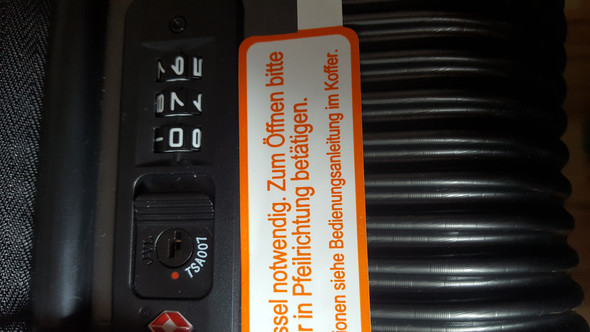 TSA007
ssel notwendig. Zum Öffnen bitte
r in Pfeilrichtung betätigen.
ionen siehe Bedienungsanleitung im Koffer.